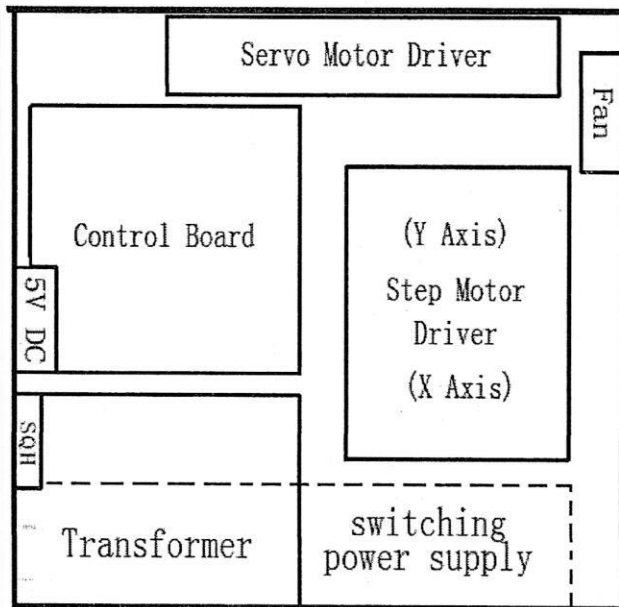 Servo Motor Driver
Fan
Control Board
5V DC
(Y Axis)
Step Motor
Driver
(X Axis)
SQH
Transformer
switching
power supply